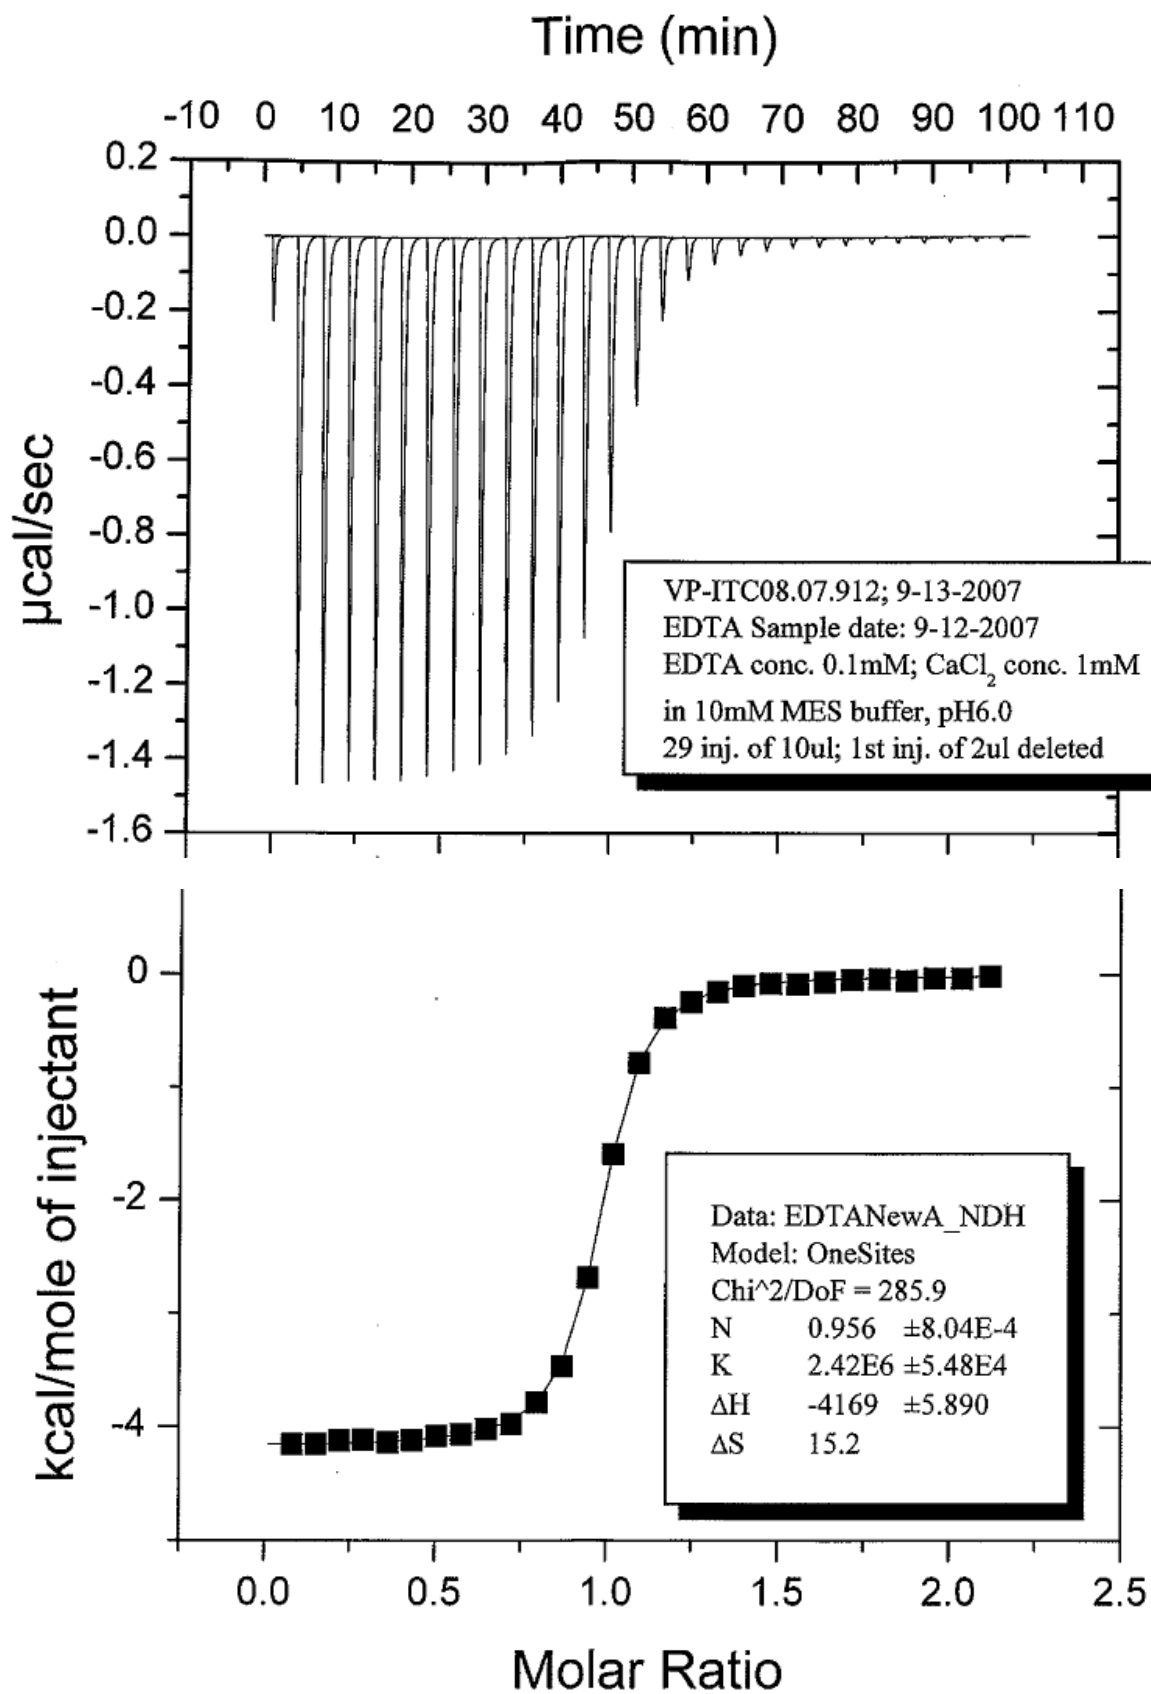 Time (min)
-10 0 10 20 30 40 50 60 70 80 90 100 110
0.2
0.0
-0.2
-0.4
-0.6
-0.8
-1.0
-1.2
-1.4
-1.6
µcal/sec
VP-ITC08.07.912; 9-13-2007
EDTA Sample date: 9-12-2007
EDTA conc. 0.1mM; CaCl2 conc. 1mM
in 10mM MES buffer, pH6.0
29 inj. of 10ul; 1st inj. of 2ul deleted
0
-2
-4
kcal/mole of injectant
Data: EDTANewA_NDH
Model: OneSites
Chi^2/DoF = 285.9
N 0.956 ±8.04E-4
K 2.42E6 ±5.48E4
ΔH -4169 ±5.890
ΔS 15.2
0.0 0.5 1.0 1.5 2.0 2.5
Molar Ratio